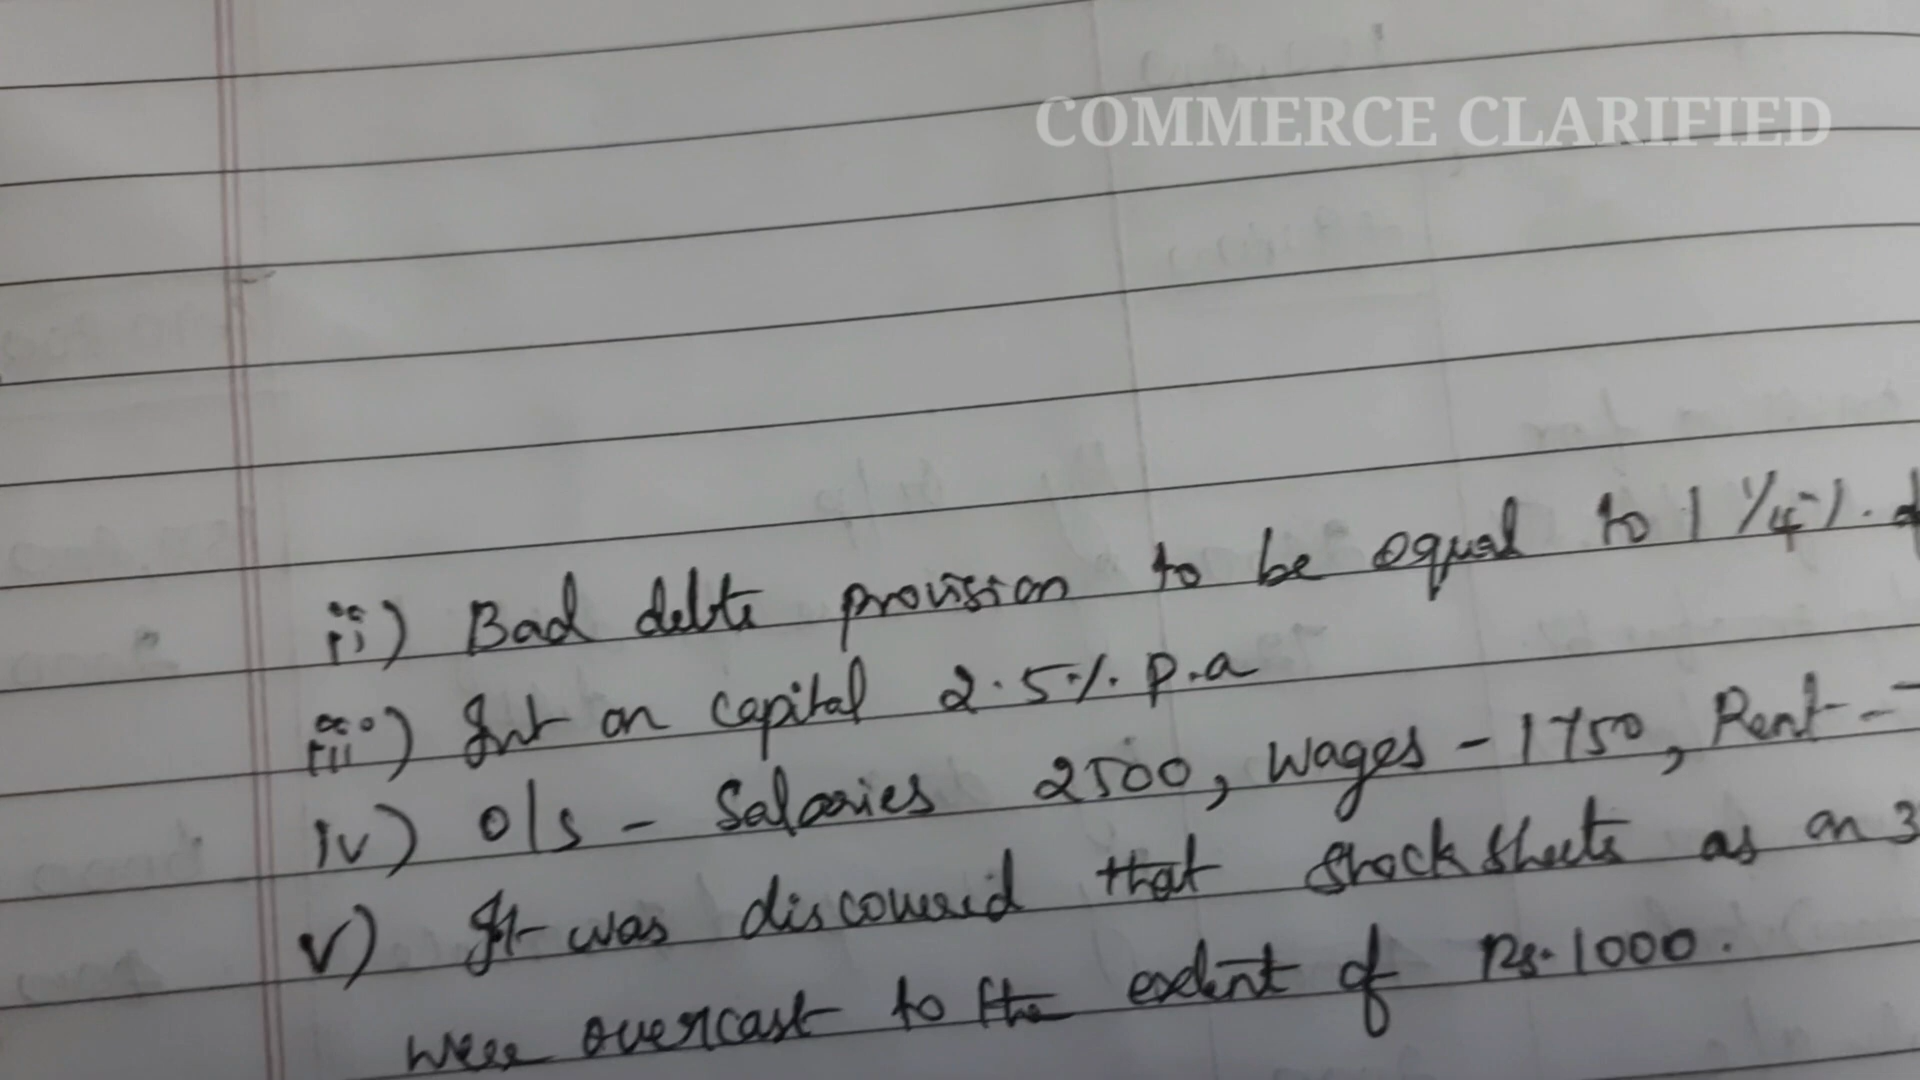 COMMERCE CLARIFIED
ii) Bad debts provision to be equal to 1 1/4 %.
iii) Int on capital 2.5%. p.a
iv) O/s - Salaries 2500, Wages - 1750, Rent -
v) It was discovered that stock sheets as on 3
were overcast to the extent of Rs. 1000.